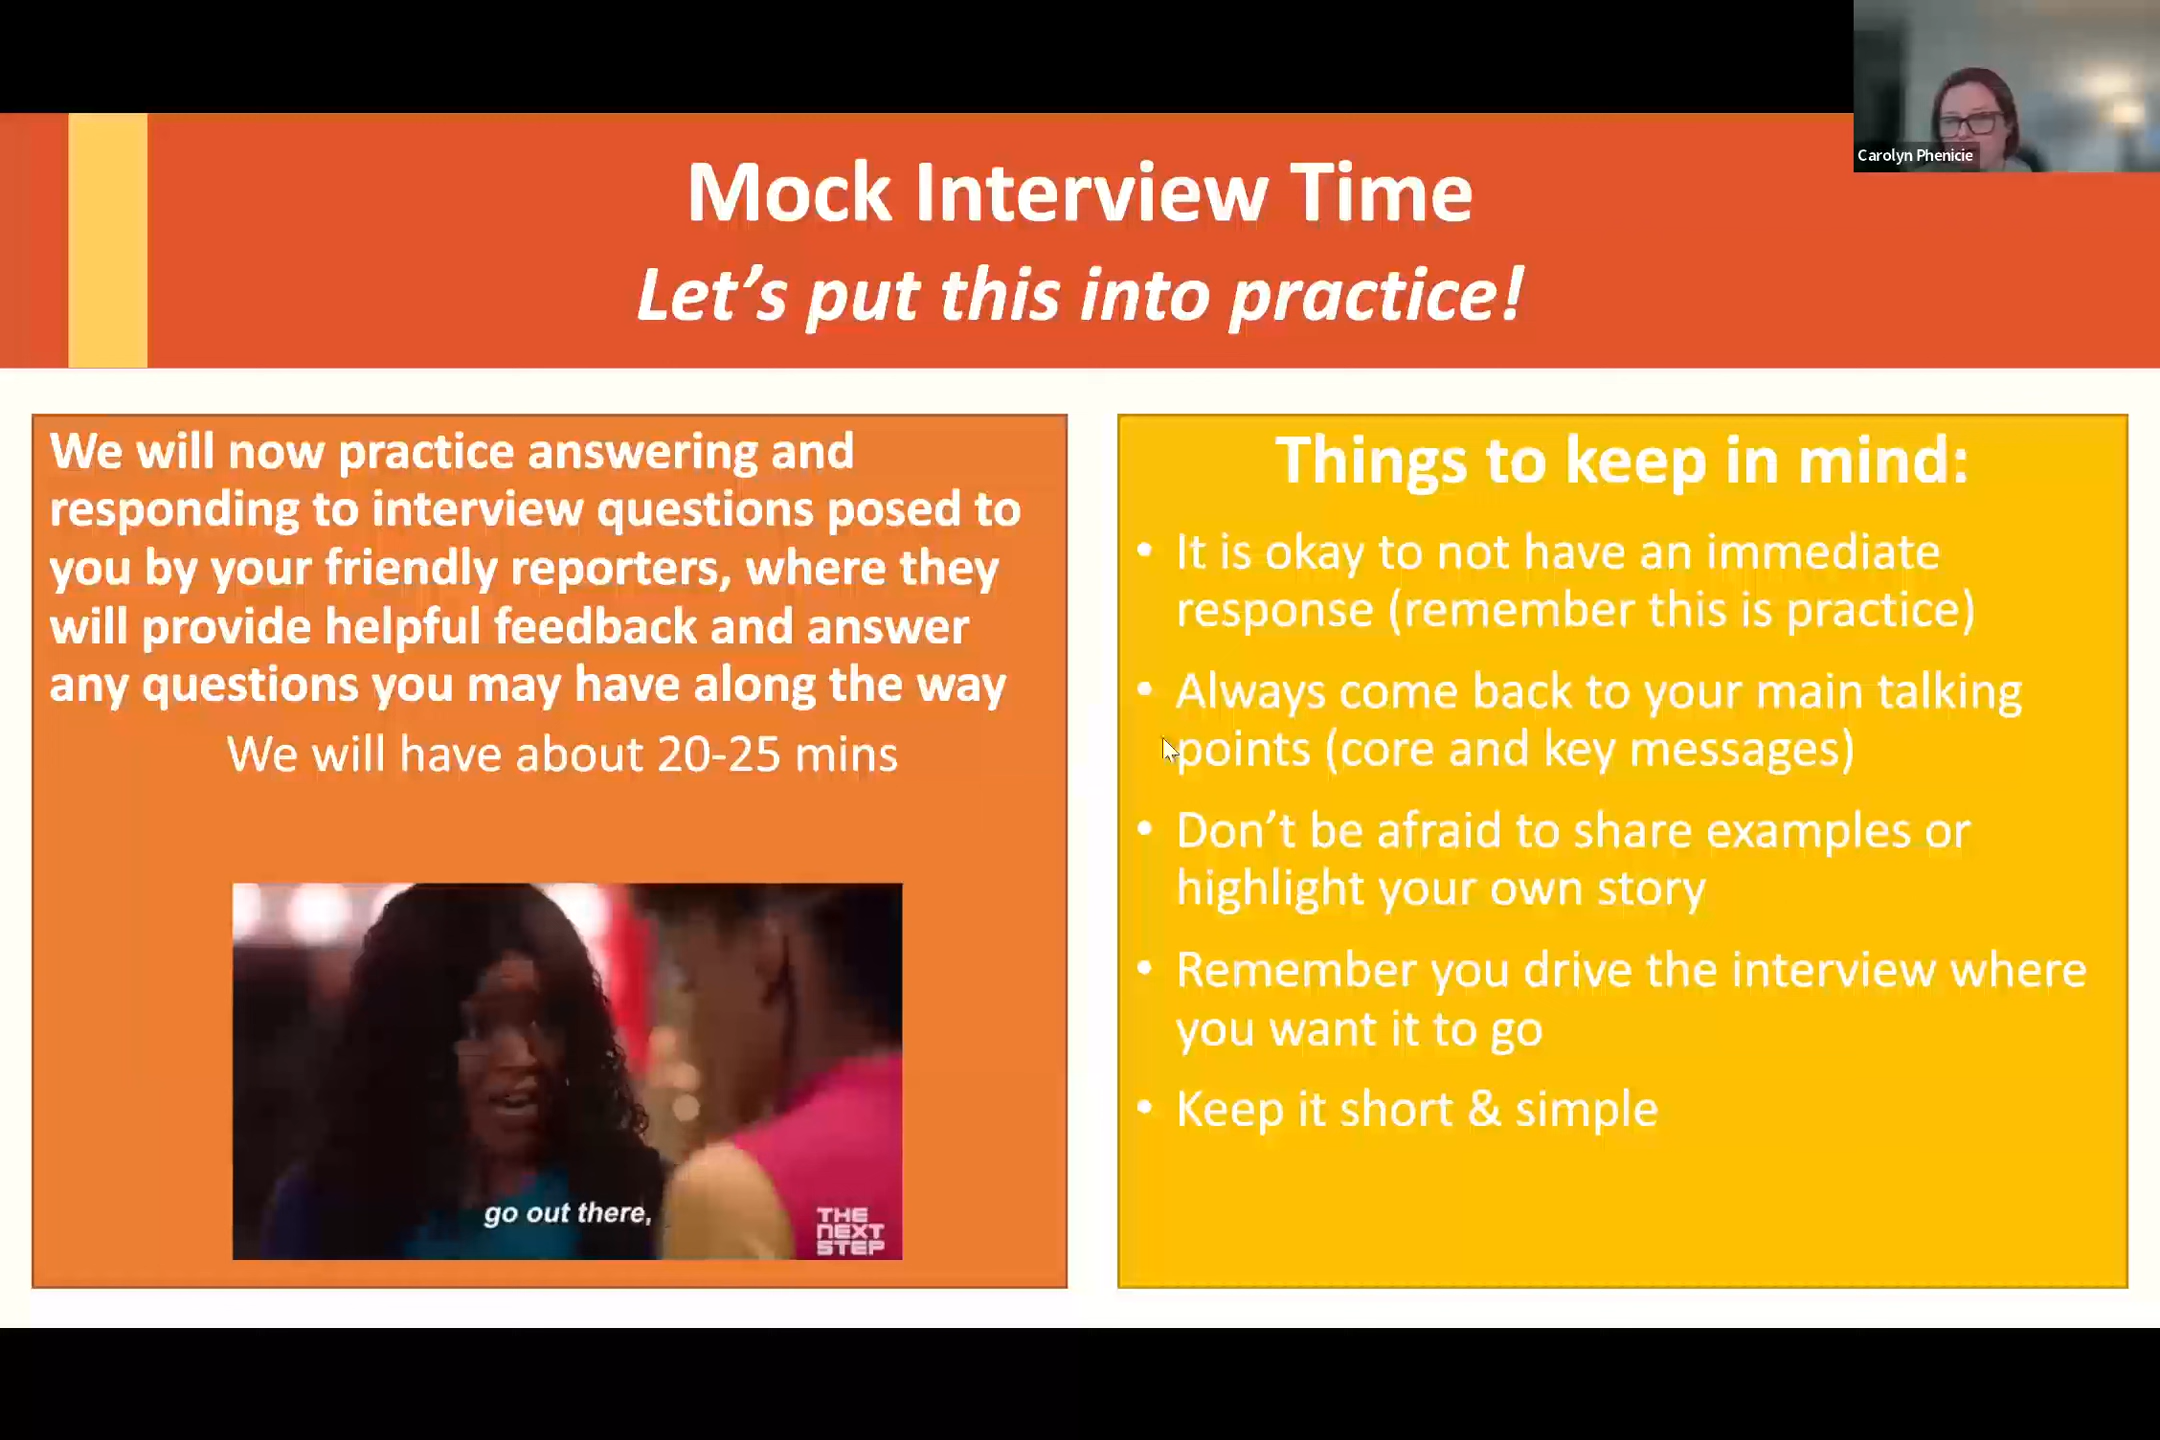 Carolyn Phenicie
Mock Interview Time
Let's put this into practice!
We will now practice answering and
responding to interview questions posed to
you by your friendly reporters, where they
will provide helpful feedback and answer
any questions you may have along the way
We will have about 20-25 mins
go out there,
THE
NEXT
STEP
Things to keep in mind:
• It is okay to not have an immediate
response (remember this is practice)
• Always come back to your main talking
points (core and key messages)
• Don't be afraid to share examples or
highlight your own story
• Remember you drive the interview where
you want it to go
• Keep it short & simple